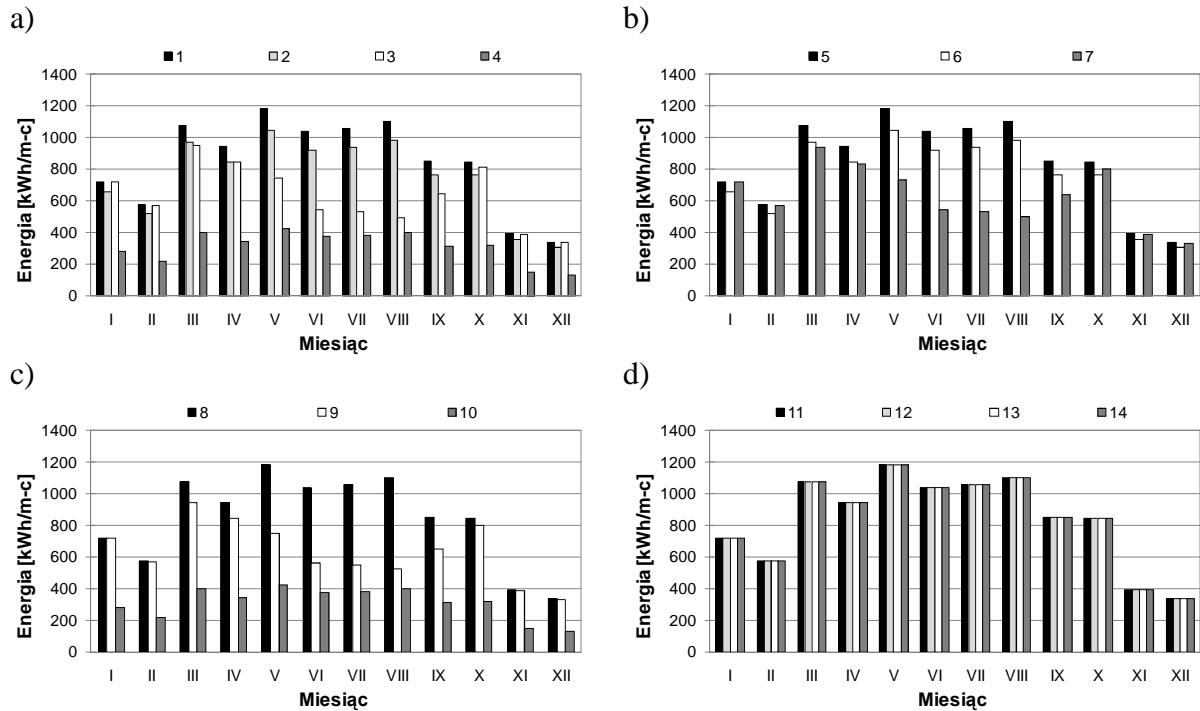 a)
1 2 3 4
1400
1200
1000
800
600
400
200
0
Energia [kWh/m-c]
I II III IV V VI VII VIII IX X XI XII
Miesiąc
b)
5 6 7
1400
1200
1000
800
600
400
200
0
Energia [kWh/m-c]
I II III IV V VI VII VIII IX X XI XII
Miesiąc
c)
8 9 10
1400
1200
1000
800
600
400
200
0
Energia [kWh/m-c]
I II III IV V VI VII VIII IX X XI XII
Miesiąc
d)
11 12 13 14
1400
1200
1000
800
600
400
200
0
Energia [kWh/m-c]
I II III IV V VI VII VIII IX X XI XII
Miesiąc